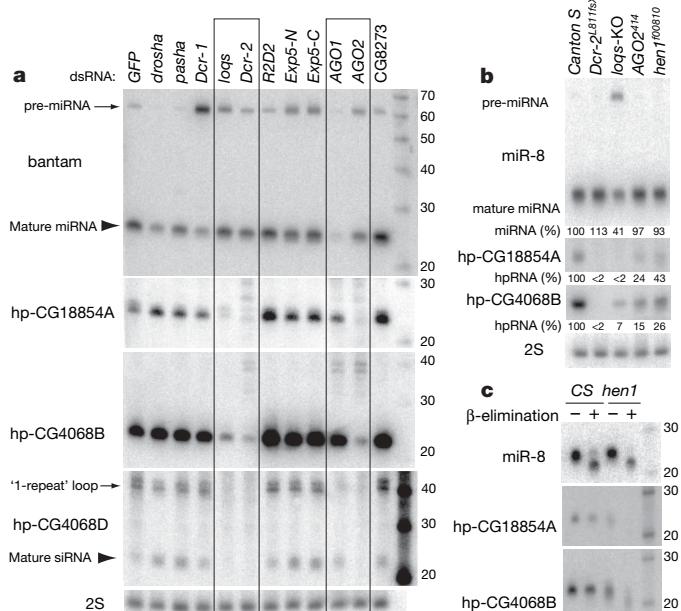 a
dsRNA:
GFP
drosha
pasha
Dcr-1
loqs
Dcr-2
R2D2
Exp5-N
Exp5-C
AGO1
AGO2
CG8273
pre-miRNA
bantam
Mature miRNA
70
60
50
40
30
20
hp-CG18854A
30
20
hp-CG4068B
40
30
20
'1-repeat' loop
hp-CG4068D
Mature siRNA
40
30
20
2S
b
Canton S
loqs-KO
AGO2414
hen1f00810
pre-miRNA
miR-8
mature miRNA
miRNA (%) 100 113 41 97 93
hp-CG18854A
hpRNA (%) 100 <2 <2 24 43
hp-CG4068B
hpRNA (%) 100 <2 7 15 26
2S
c
CS hen1
β-elimination − + − +
miR-8
30
20
hp-CG18854A
30
20
hp-CG4068B
30
20